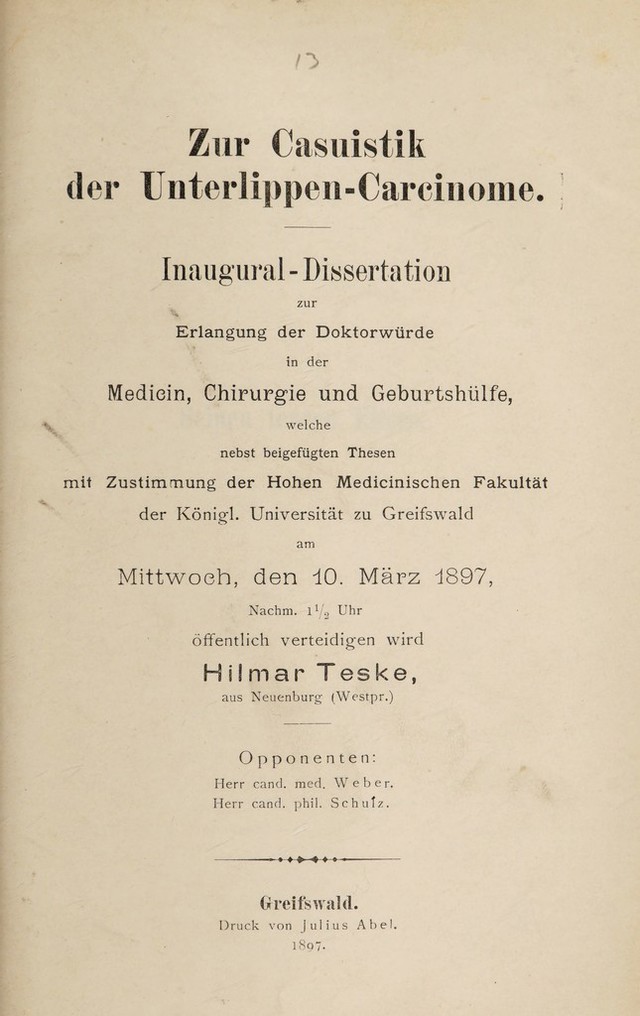 13
Zur Casuistik
der Unterlippen-Carcinome.
Inaugural-Dissertation
zur
Erlangung der Doktorwürde
in der
Medicin, Chirurgie und Geburtshülfe,
welche
nebst beigefügten Thesen
mit Zustimmung der Hohen Medicinischen Fakultät
der Königl. Universität zu Greifswald
am
Mittwoch, den 10. März 1897,
Nachm. 1½ Uhr
öffentlich verteidigen wird
Hilmar Teske,
aus Neuenburg (Westpr.)
Opponenten:
Herr cand. med. Weber.
Herr cand. phil. Schulz.
Greifswald.
Druck von Julius Abel.
1897.